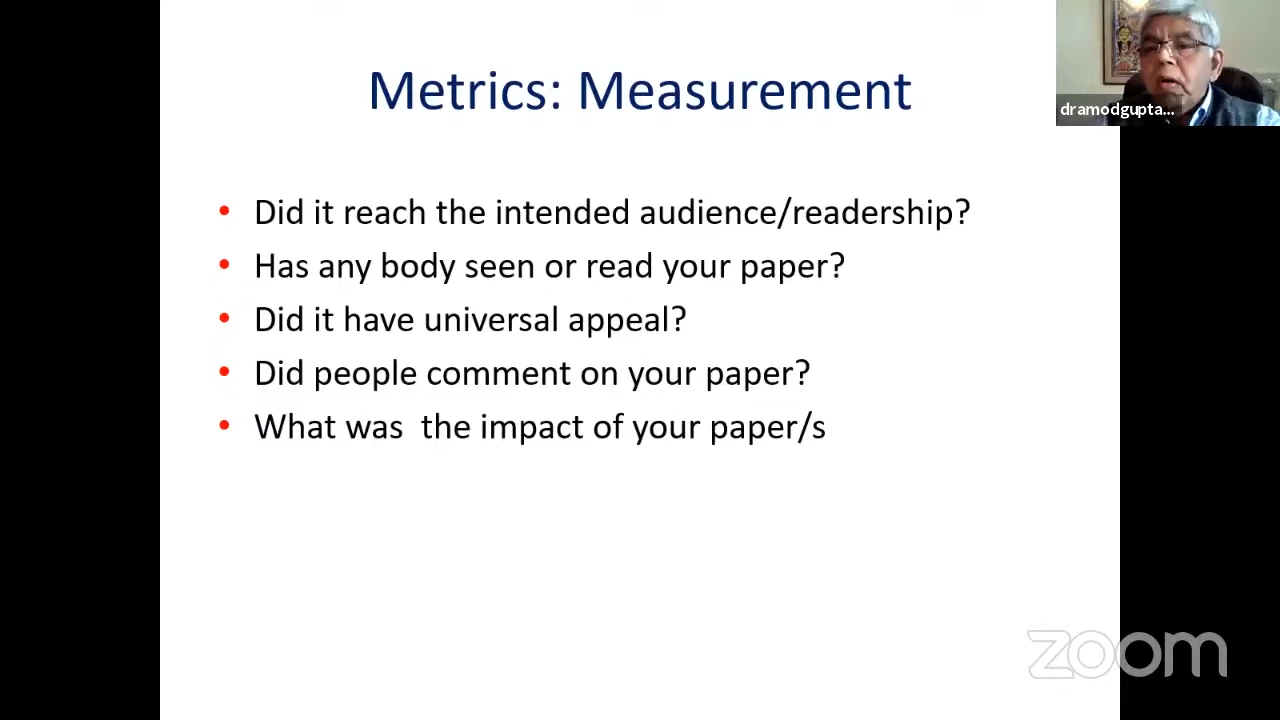 Metrics: Measurement
dramodgupta...
Did it reach the intended audience/readership?
Has any body seen or read your paper?
Did it have universal appeal?
Did people comment on your paper?
What was  the impact of your paper/s
zoom